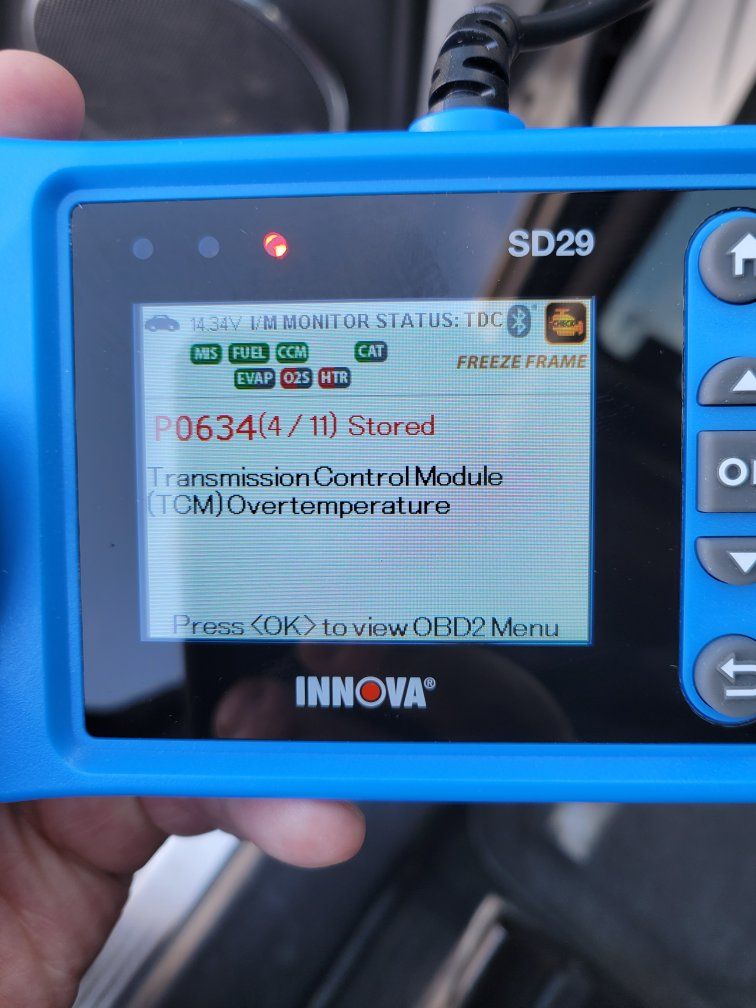 SD29
14.34V I/M MONITOR STATUS: TDC
CHECK
MIS FUEL CCM CAT
FREEZE FRAME
EVAP O2S HTR
P0634(4 / 11) Stored
Transmission Control Module
(TCM) Overtemperature
Press <OK> to view OBD2 Menu
INNOVA®